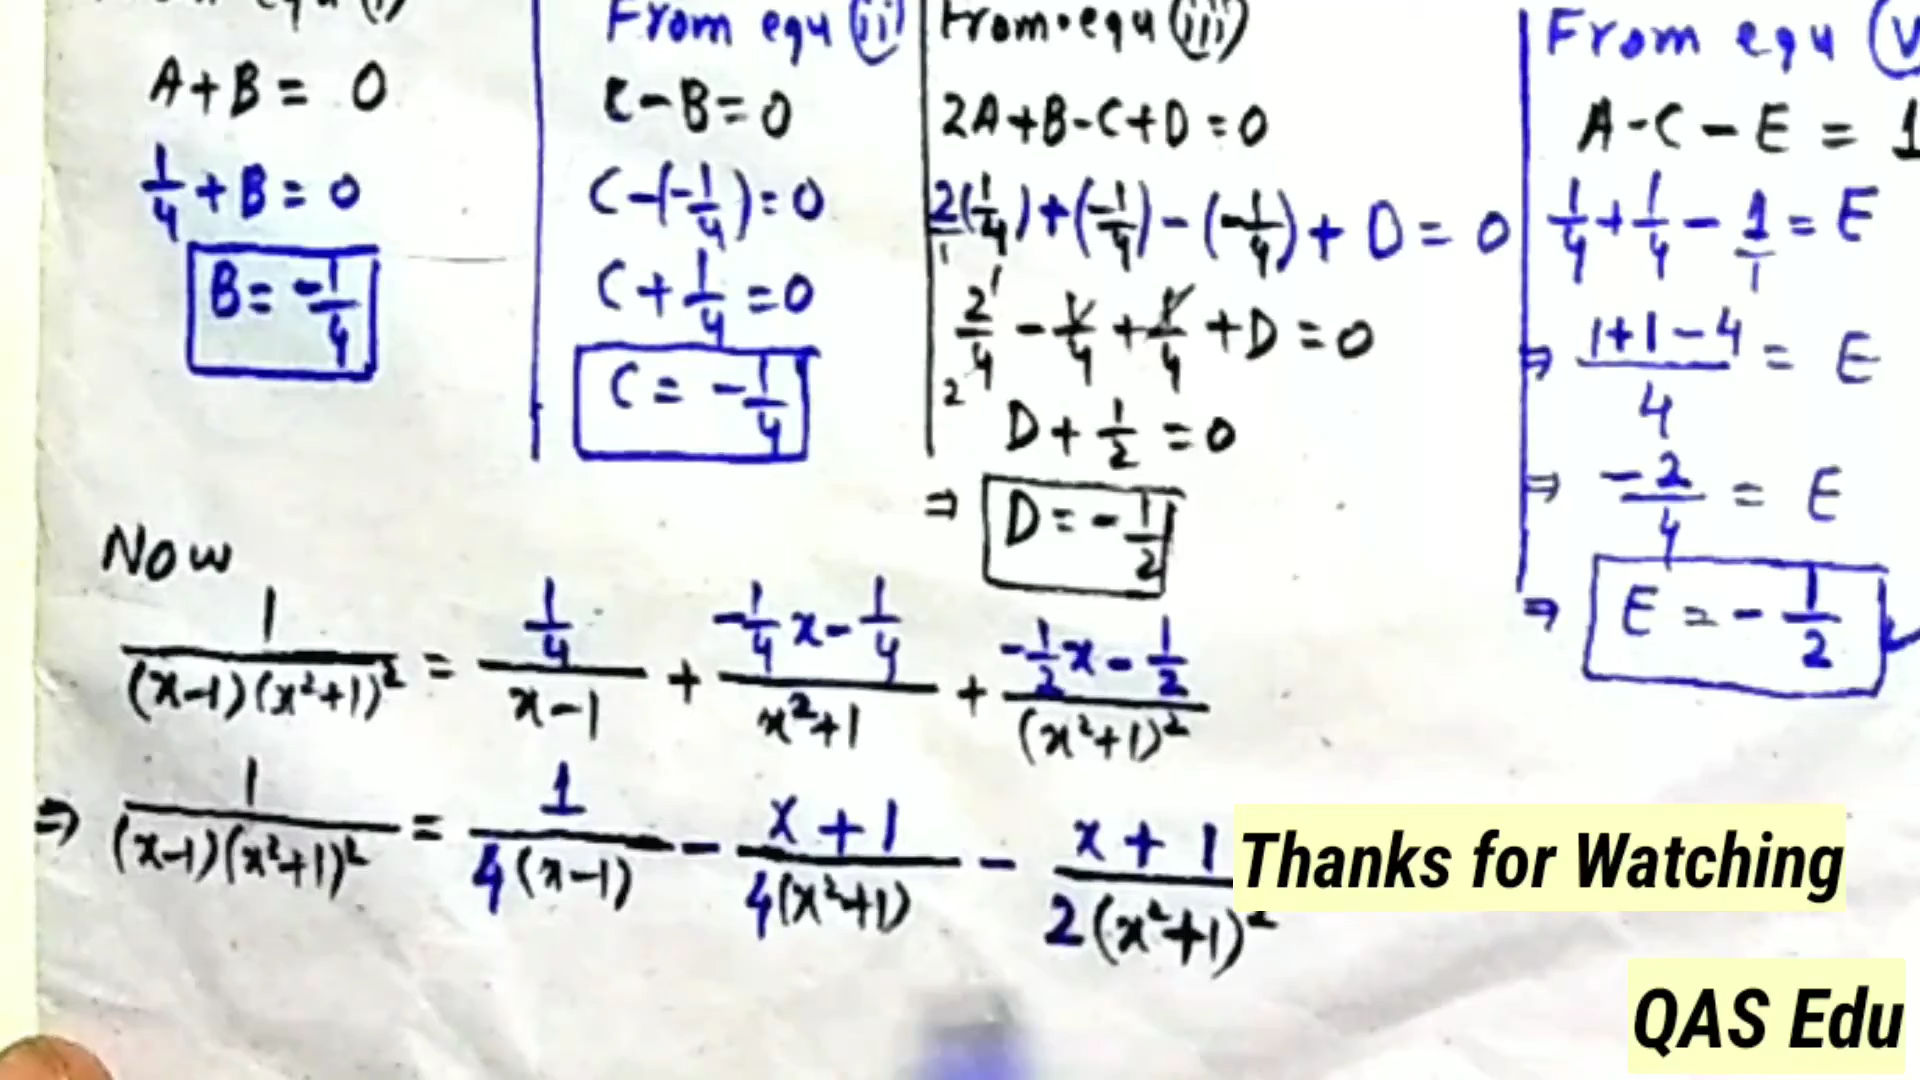 equ (i)
A+B = 0
1/4 + B = 0
B = -1/4
From equ (ii)
C-B=0
C-(-1/4)=0
C+1/4=0
C = -1/4
From equ (iii)
2A+B-C+D=0
2/1(1/4)+(-1/4)-(-1/4)+D=0
2/4 - 1/4 + 1/4 + D = 0
1
2
D+1/2=0
⇒ D=-1/2
From equ (v
A-C-E=1
1/4+1/4-1/1=E
⇒ (1+1-4)/4 = E
⇒ -2/4 = E
⇒ E = -1/2
Now
1/((x-1)(x²+1)²) = (1/4)/(x-1) + (-1/4x-1/4)/(x²+1) + (-1/2x-1/2)/(x²+1)²
⇒ 1/((x-1)(x²+1)²) = 1/(4(x-1)) - (x+1)/(4(x²+1)) - (x+1)/(2(x²+1)²)
Thanks for Watching
QAS Edu